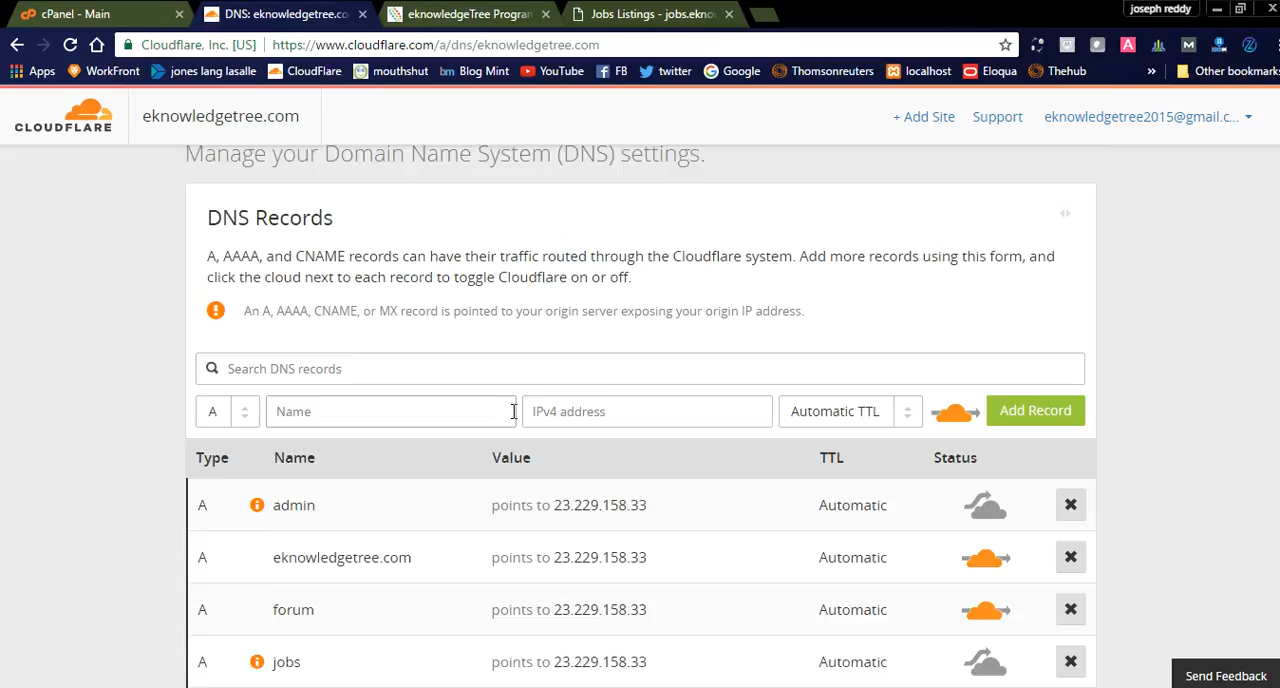 cPanel - Main
DNS: eknowledgetree.co
eknowledgeTree Progran
Jobs Listings - jobs.ekno
joseph reddy
Cloudflare, Inc. [US]
https://www.cloudflare.com/a/dns/eknowledgetree.com
Apps
WorkFront
jones lang lasalle
CloudFlare
mouthshut
bm Blog Mint
YouTube
FB
twitter
Google
Thomsonreuters
localhost
Eloqua
Thehub
»
Other bookmarks
CLOUDFLARE
eknowledgetree.com
+ Add Site
Support
eknowledgetree2015@gmail.c...
Manage your Domain Name System (DNS) settings.
DNS Records
A, AAAA, and CNAME records can have their traffic routed through the Cloudflare system. Add more records using this form, and
click the cloud next to each record to toggle Cloudflare on or off.
An A, AAAA, CNAME, or MX record is pointed to your origin server exposing your origin IP address.
Search DNS records
A
Name
IPv4 address
Automatic TTL
Add Record
Type Name Value TTL Status
A admin points to 23.229.158.33 Automatic
A eknowledgetree.com points to 23.229.158.33 Automatic
A forum points to 23.229.158.33 Automatic
A jobs points to 23.229.158.33 Automatic
Send Feedback